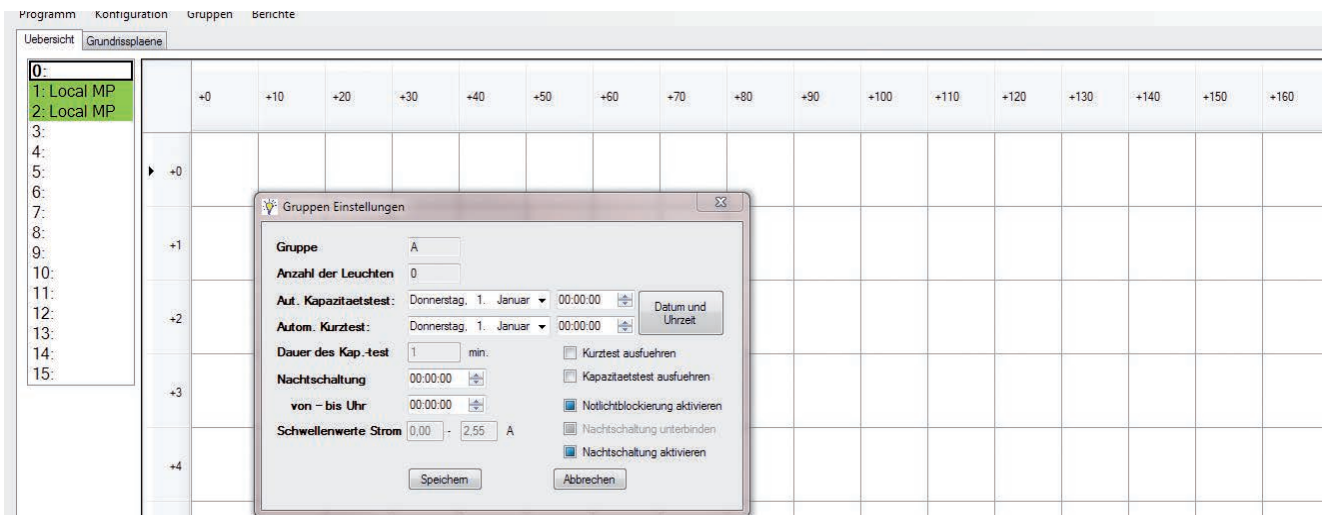 Programm Konfiguration Gruppen Berichte
Uebersicht Grundrissplaene
0:
1: Local MP
2: Local MP
3:
4:
5:
6:
7:
8:
9:
10:
11:
12:
13:
14:
15:
+0 +10 +20 +30 +40 +50 +60 +70 +80 +90 +100 +110 +120 +130 +140 +150 +160
+0
+1
+2
+3
+4
Gruppen Einstellungen
Gruppe A
Anzahl der Leuchten 0
Aut. Kapazitaetstest: Donnerstag, 1. Januar 00:00:00
Datum und
Uhrzeit
Autom. Kurztest: Donnerstag, 1. Januar 00:00:00
Dauer des Kap.-test 1 min. Kurztest ausfuehren
Nachtschaltung 00:00:00 Kapazitaetstest ausfuehren
von – bis Uhr 00:00:00 Notlichtblockierung aktivieren
Schwellenwerte Strom 0,00 - 2,55 A Nachtschaltung unterbinden
Nachtschaltung aktivieren
Speichern Abbrechen